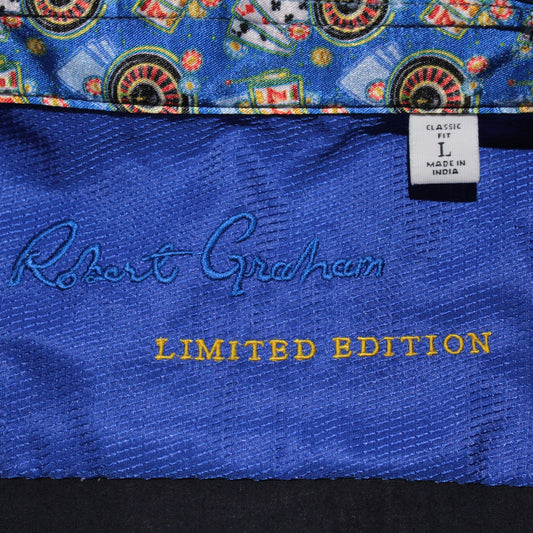 CLASSIC
FIT
L
MADE IN
INDIA
Robert Graham
LIMITED EDITION